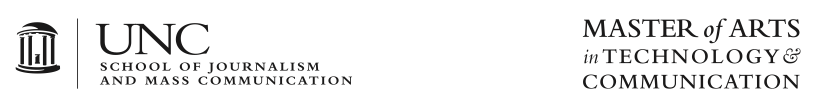 UNC
SCHOOL OF JOURNALISM
AND MASS COMMUNICATION
MASTER of ARTS
in TECHNOLOGY &
COMMUNICATION